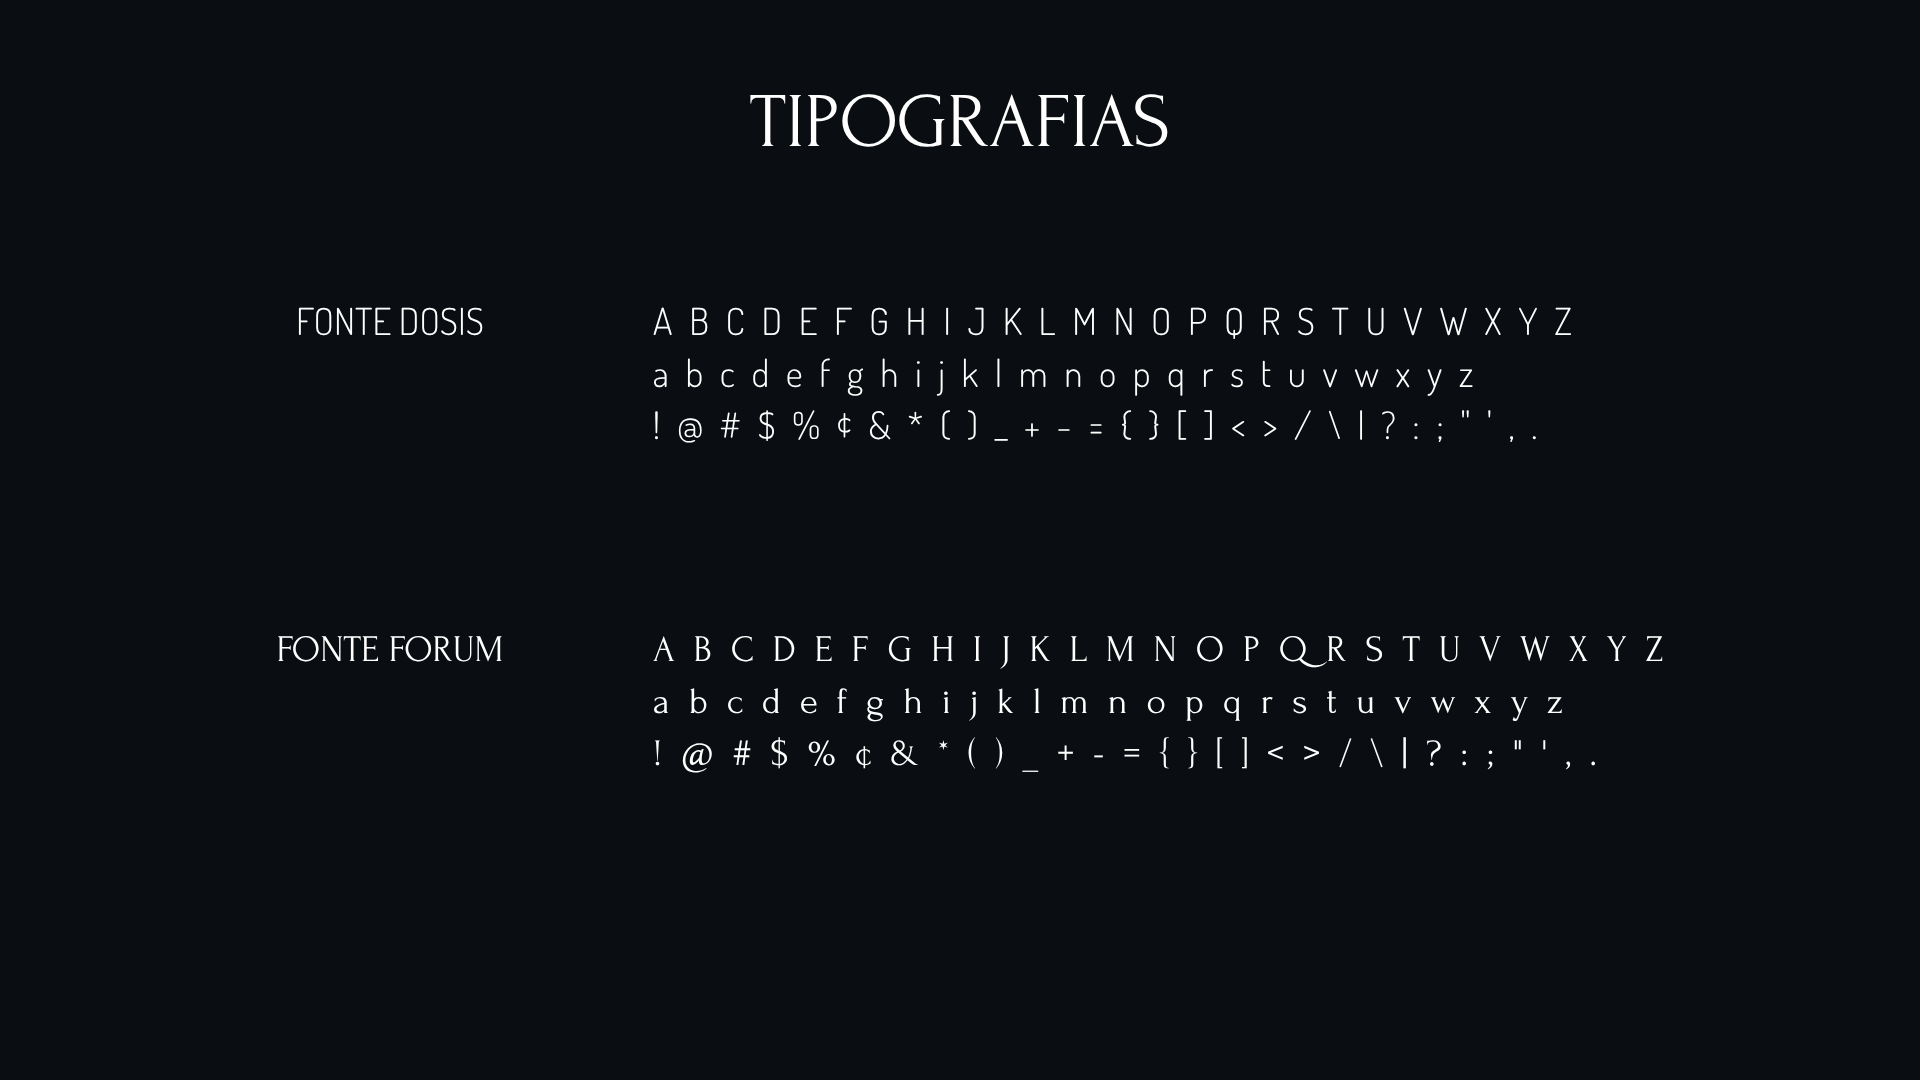 TIPOGRAFIAS
FONTE DOSIS
A B C D E F G H I J K L M N O P Q R S T U V W X Y Z
a b c d e f g h i j k l m n o p q r s t u v w x y z
! @ # $ % ¢ & * ( ) _ + - = { } [ ] < > / \ | ? : ; " ' , .
FONTE FORUM
A B C D E F G H I J K L M N O P Q R S T U V W X Y Z
a b c d e f g h i j k l m n o p q r s t u v w x y z
! @ # $ % ¢ & * ( ) _ + - = { } [ ] < > / \ | ? : ; " ' , .